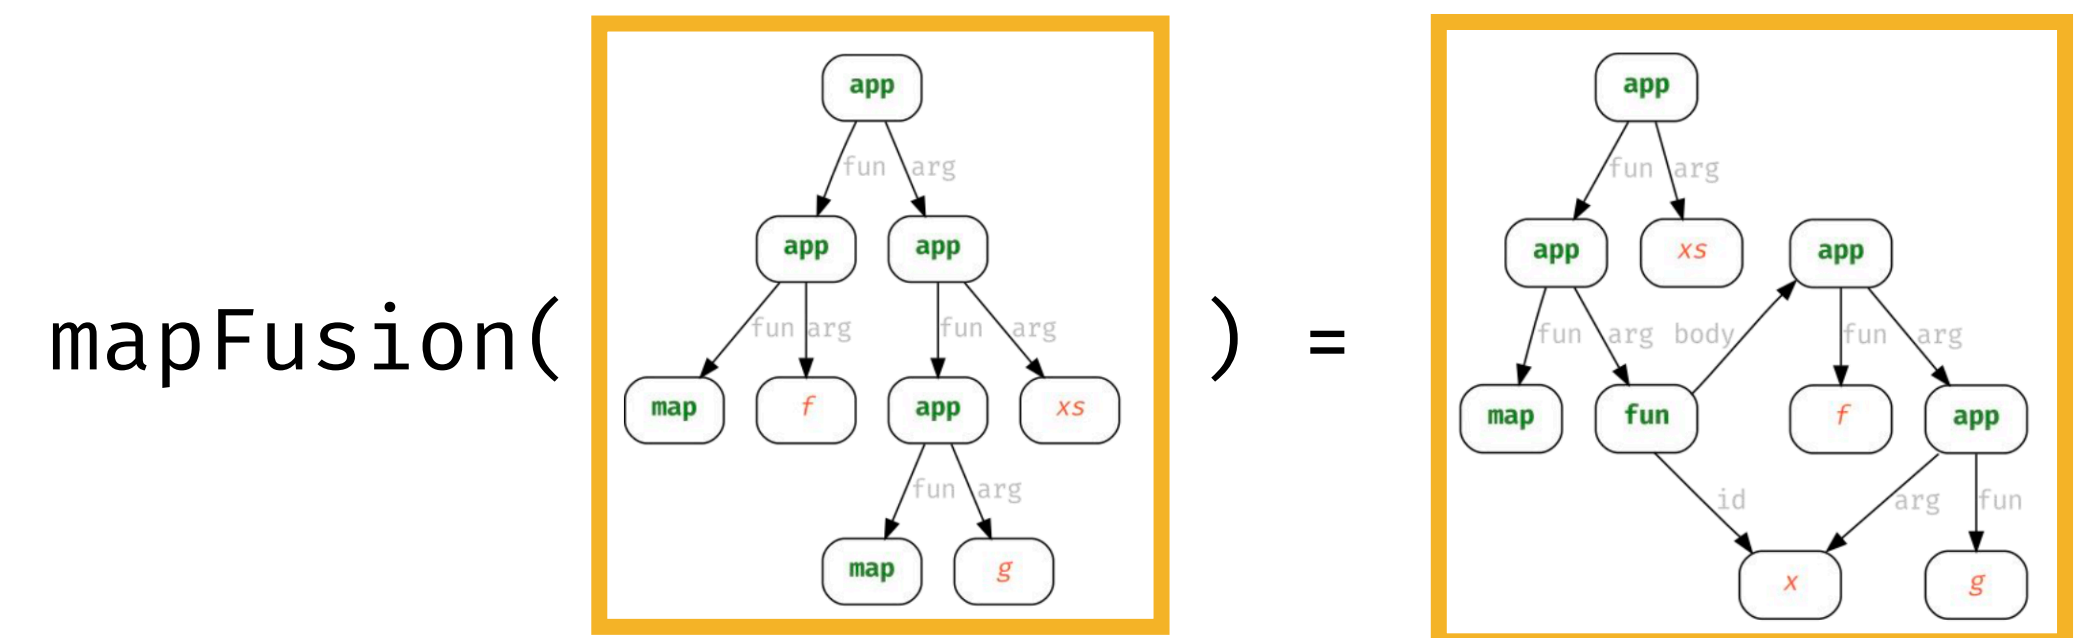 app
app
fun arg
fun arg
app
app
app
xs
app
mapFusion(
) =
fun arg
fun
arg
fun
arg
body
fun
arg
map
f
app
xs
map
fun
f
app
fun arg
id
arg
fun
map
g
x
g